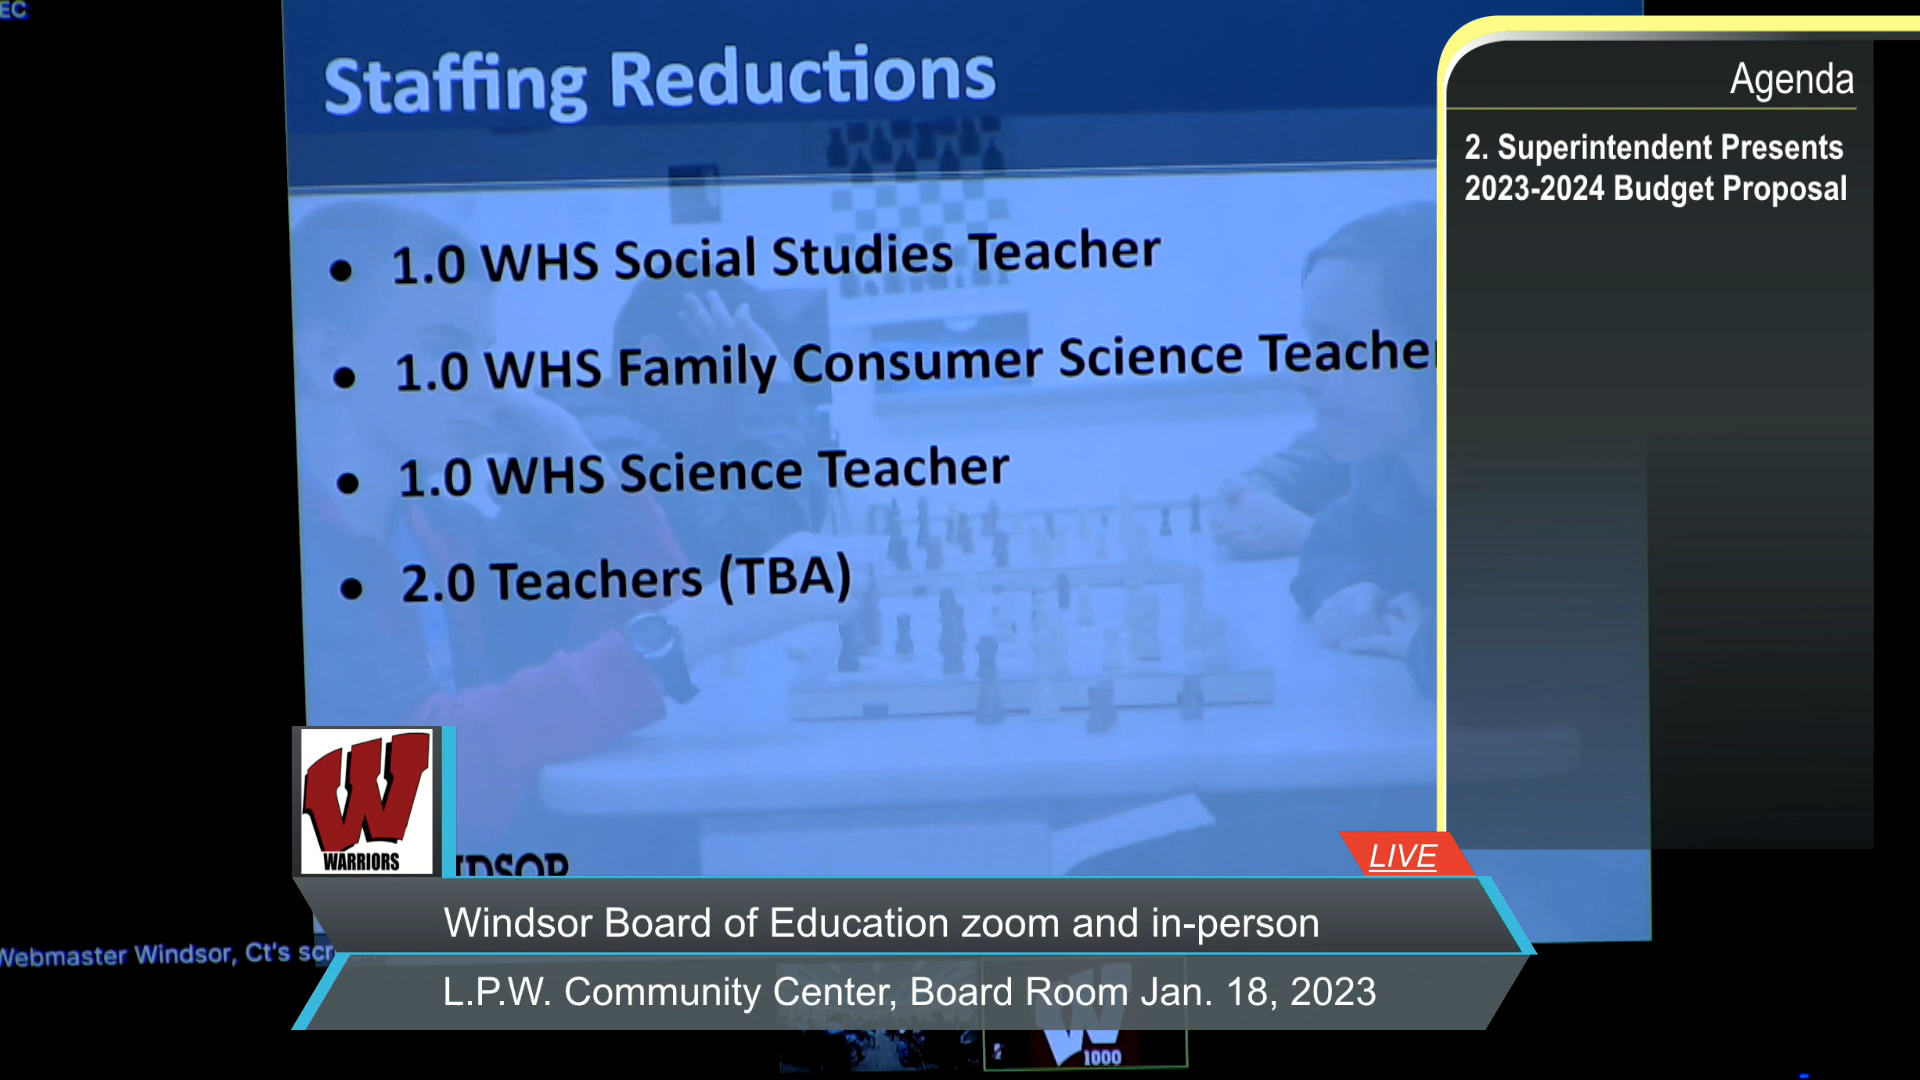 EC
Staffing Reductions
• 1.0 WHS Social Studies Teacher
• 1.0 WHS Family Consumer Science Teacher
• 1.0 WHS Science Teacher
• 2.0 Teachers (TBA)
Agenda
2. Superintendent Presents
2023-2024 Budget Proposal
W
WARRIORS
LIVE
Windsor Board of Education zoom and in-person
Webmaster Windsor, Ct's scr
L.P.W. Community Center, Board Room Jan. 18, 2023
W
1000